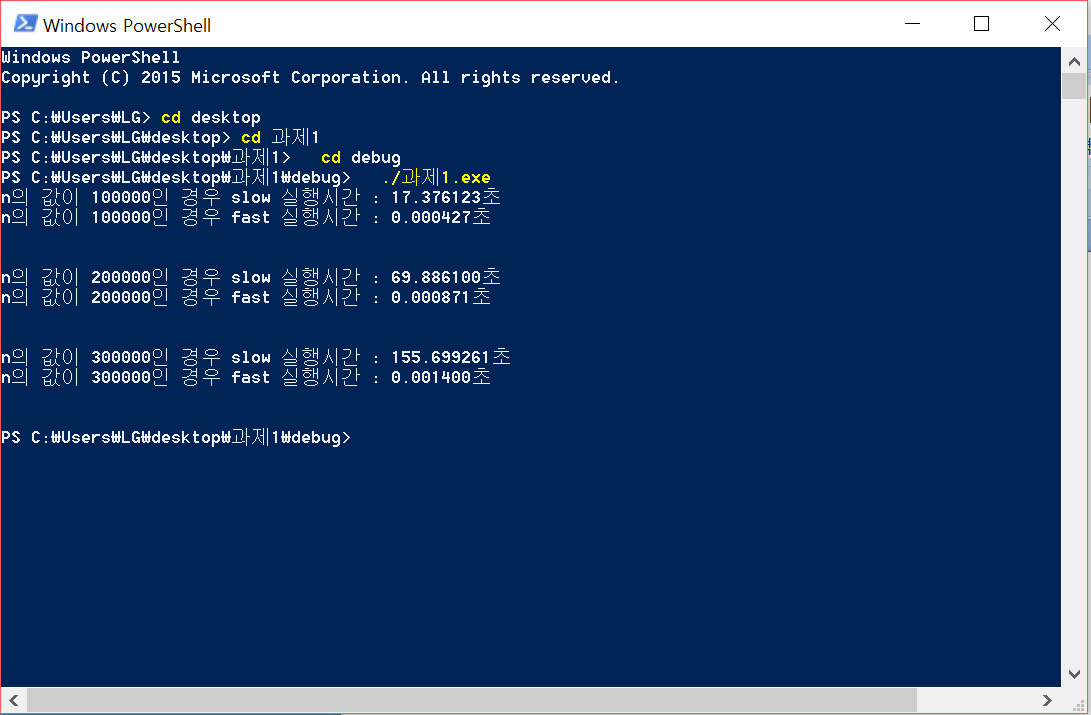 Windows PowerShell
Windows PowerShell
Copyright (C) 2015 Microsoft Corporation. All rights reserved.
PS C:₩Users₩LG> cd desktop
PS C:₩Users₩LG₩desktop> cd 과제1
PS C:₩Users₩LG₩desktop₩과제1>   cd debug
PS C:₩Users₩LG₩desktop₩과제1₩debug>   ./과제1.exe
n의 값이 100000인 경우 slow 실행시간 : 17.376123초
n의 값이 100000인 경우 fast 실행시간 : 0.000427초
n의 값이 200000인 경우 slow 실행시간 : 69.886100초
n의 값이 200000인 경우 fast 실행시간 : 0.000871초
n의 값이 300000인 경우 slow 실행시간 : 155.699261초
n의 값이 300000인 경우 fast 실행시간 : 0.001400초
PS C:₩Users₩LG₩desktop₩과제1₩debug>